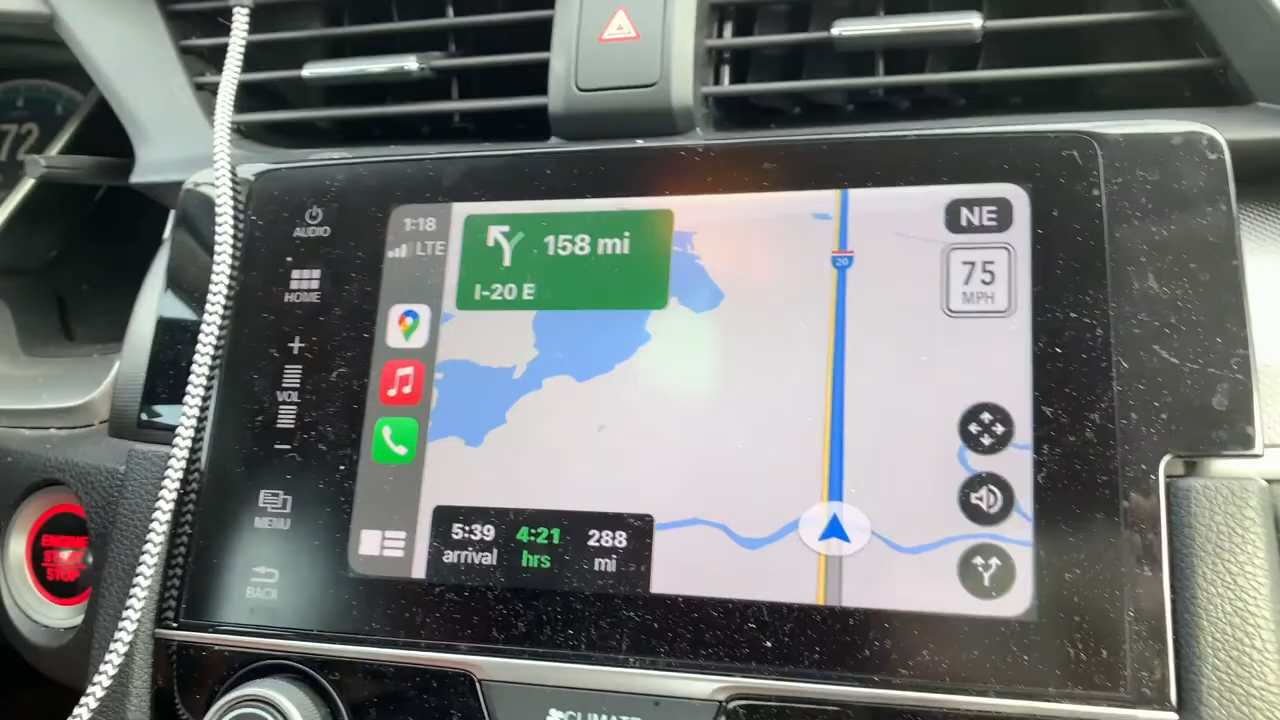 72
AUDIO
HOME
+
VOL
−
MENU
BACK
ENGINE
START
STOP
1:18
LTE
158 mi
I-20 E
20
NE
75
MPH
5:39 4:21 288
arrival hrs mi
CLIMATE